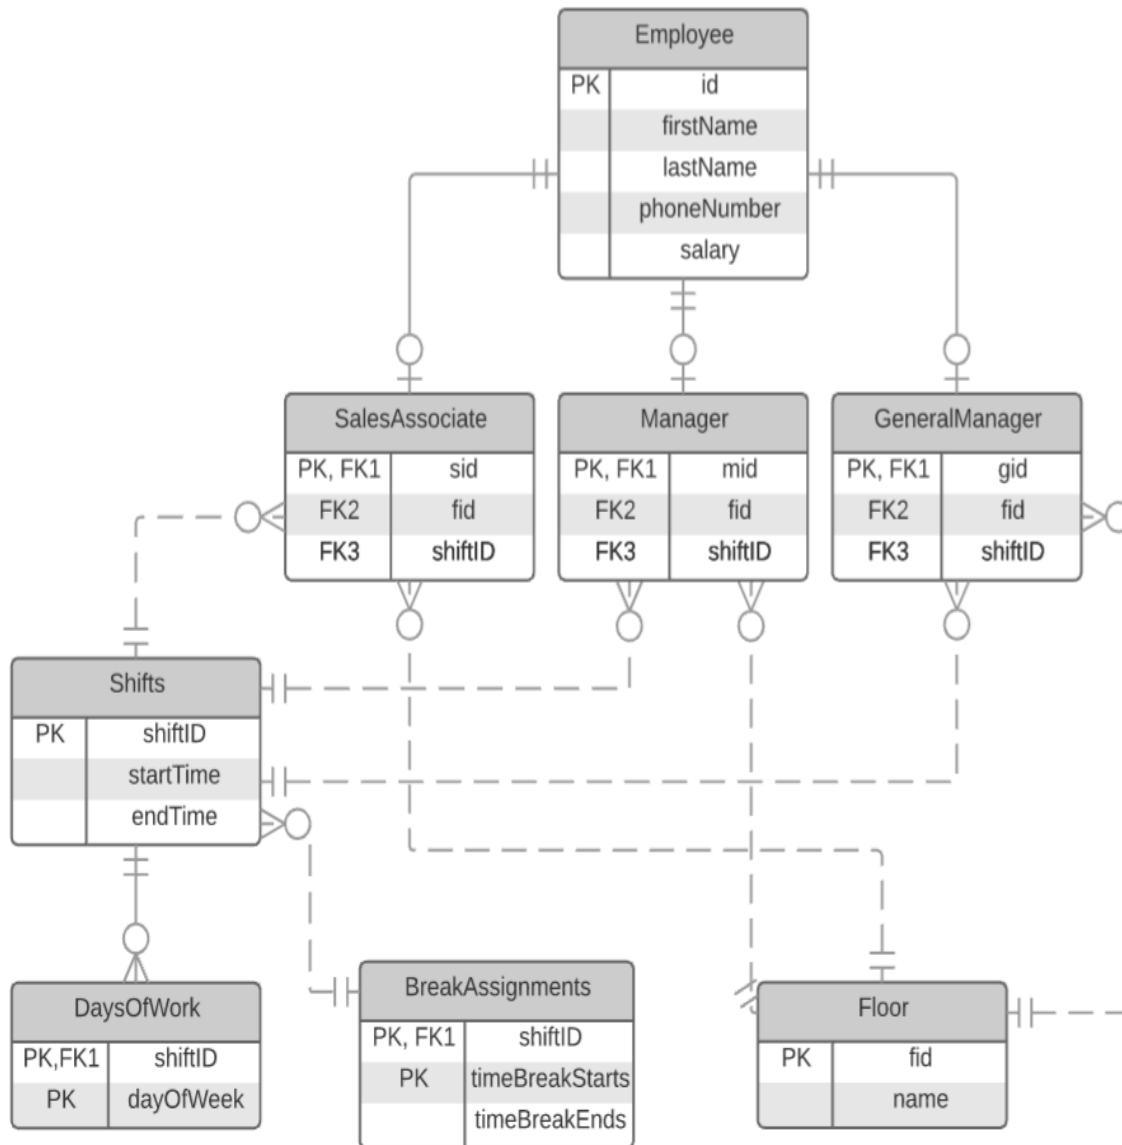 Employee
PK id
firstName
lastName
phoneNumber
salary
SalesAssociate
PK, FK1 sid
FK2 fid
FK3 shiftID
Manager
PK, FK1 mid
FK2 fid
FK3 shiftID
GeneralManager
PK, FK1 gid
FK2 fid
FK3 shiftID
Shifts
PK shiftID
startTime
endTime
DaysOfWork
PK,FK1 shiftID
PK dayOfWeek
BreakAssignments
PK, FK1 shiftID
PK timeBreakStarts
timeBreakEnds
Floor
PK fid
name